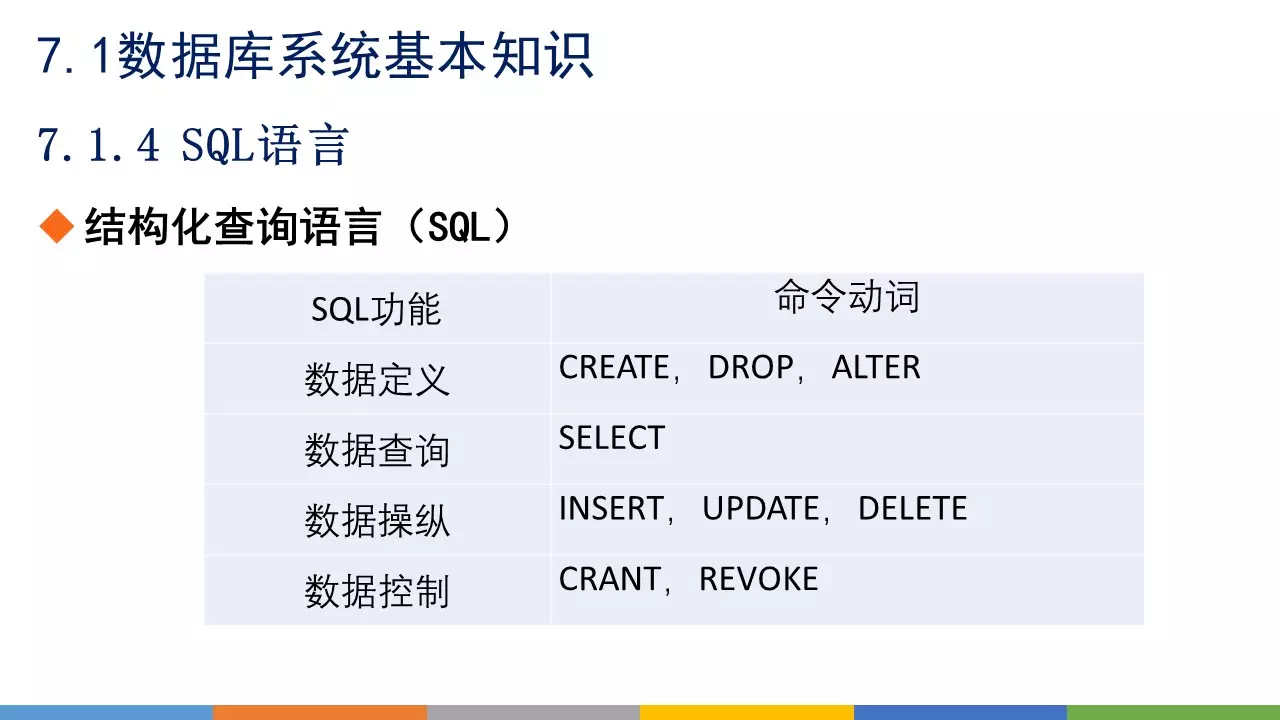 7.1数据库系统基本知识
7.1.4 SQL语言
结构化查询语言（SQL）
SQL功能 命令动词
数据定义 CREATE， DROP， ALTER
数据查询 SELECT
数据操纵 INSERT， UPDATE， DELETE
数据控制 CRANT， REVOKE